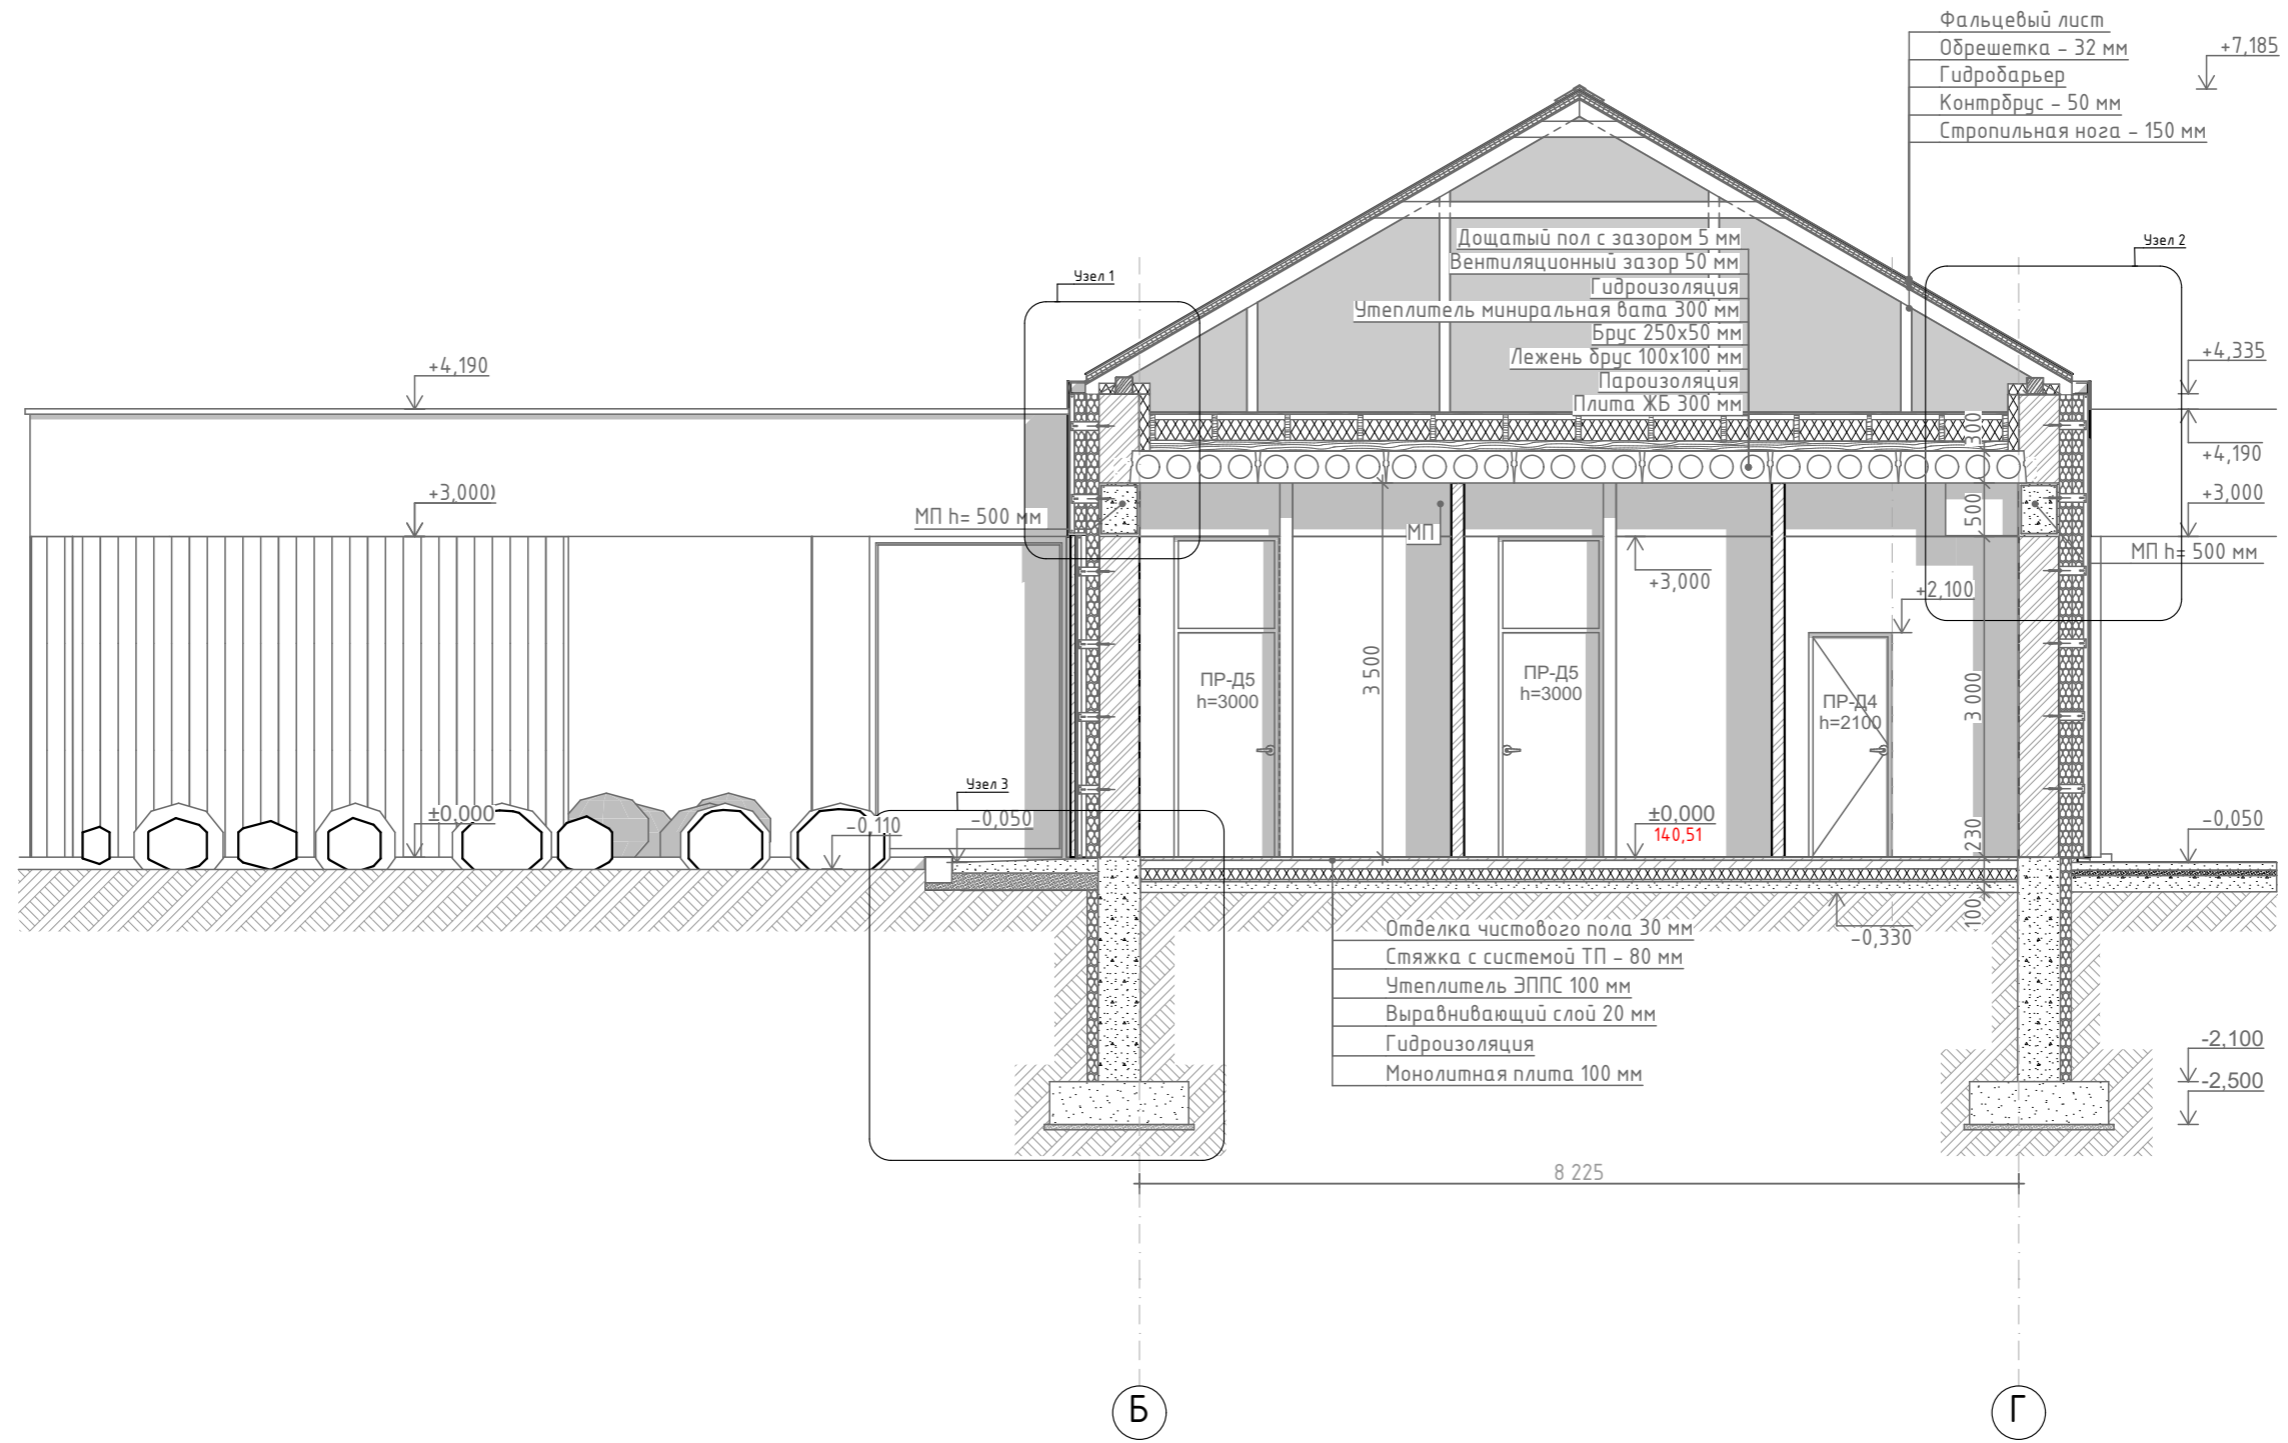 Фальцевый лист
Обрешетка - 32 мм
Гидробарьер
Контрбрус - 50 мм
Стропильная нога - 150 мм
+7,185
Дощатый пол с зазором 5 мм
Вентиляционный зазор 50 мм
Гидроизоляция
Утеплитель миниральная вата 300 мм
Брус 250х50 мм
Лежень брус 100х100 мм
Пароизоляция
Плита ЖБ 300 мм
Узел 1
Узел 2
+4,190
+4,335
+4,190
+3,000)
+3,000
МП h= 500 мм
МП
МП h= 500 мм
300
500
+3,000
+2,100
3 500
3 000
ПР-Д5
h=3000
ПР-Д5
h=3000
ПР-Д4
h=2100
Узел 3
±0,000
-0,110
-0,050
±0,000
140,51
230
-0,050
100
-0,330
Отделка чистового пола 30 мм
Стяжка с системой ТП - 80 мм
Утеплитель ЭППС 100 мм
Выравнивающий слой 20 мм
Гидроизоляция
Монолитная плита 100 мм
-2,100
-2,500
8 225
Б
Г